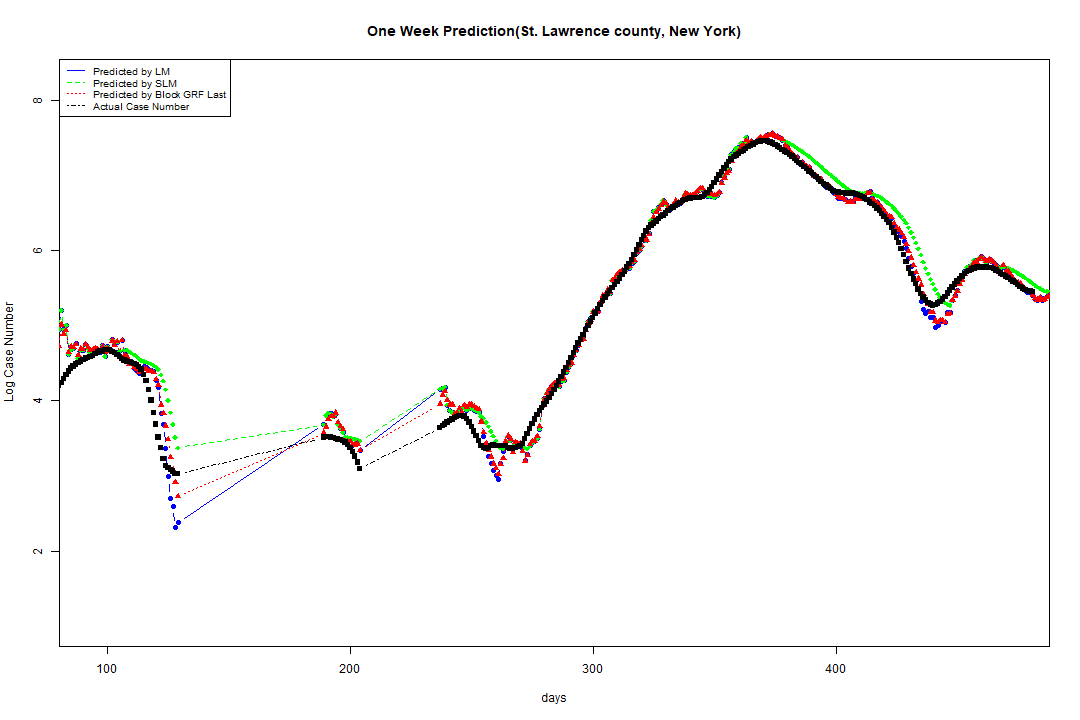 One Week Prediction(St. Lawrence county, New York)
Predicted by LM
Predicted by SLM
Predicted by Block GRF Last
Actual Case Number
8
6
4
2
Log Case Number
100 200 300 400
days